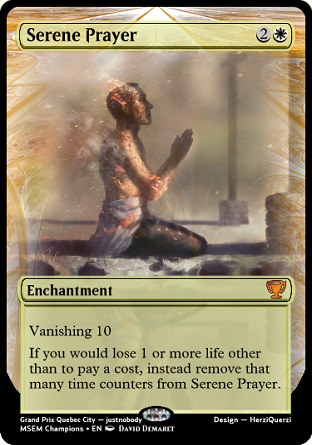 Serene Prayer 2
Enchantment
Vanishing 10
If you would lose 1 or more life other
than to pay a cost, instead remove that
many time counters from Serene Prayer.
Grand Prix Quebec City — justnobody
Design — HerziQuerzi
MSEM Champions • EN DAVID DEMARET